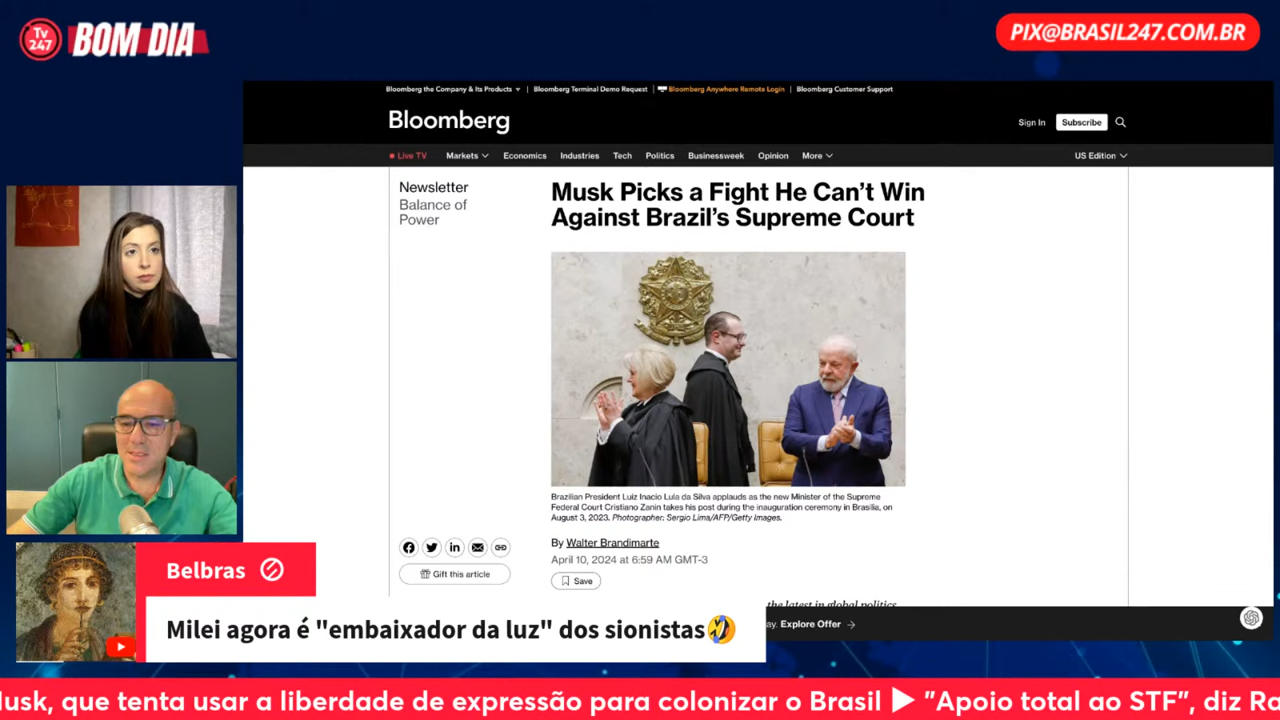 Tv
247
BOM DIA
PIX@BRASIL247.COM.BR
Bloomberg the Company & Its Products | Bloomberg Terminal Demo Request | Bloomberg Anywhere Remote Login | Bloomberg Customer Support
Bloomberg
Sign In
Subscribe
Live TV Markets Economics Industries Tech Politics Businessweek Opinion More
US Edition
Newsletter
Balance of
Power
Musk Picks a Fight He Can’t Win
Against Brazil’s Supreme Court
Brazilian President Luiz Inacio Lula da Silva applauds as the new Minister of the Supreme
Federal Court Cristiano Zanin takes his post during the inauguration ceremony in Brasilia, on
August 3, 2023. Photographer: Sergio Lima/AFP/Getty Images.
By Walter Brandimarte
April 10, 2024 at 6:59 AM GMT-3
Gift this article
Save
the latest in global politics
Explore Offer
Belbras
Milei agora é "embaixador da luz" dos sionistas🤣
usk, que tenta usar a liberdade de expressão para colonizar o Brasil ▶ "Apoio total ao STF", diz